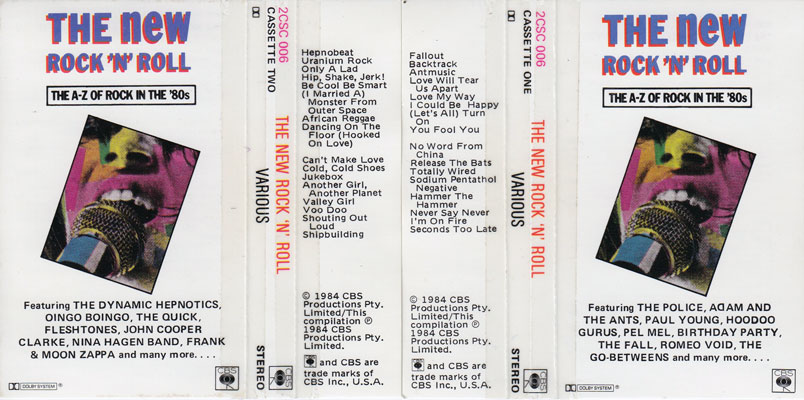 THE new
ROCK 'N' ROLL
THE A-Z OF ROCK IN THE '80s
Featuring THE DYNAMIC HEPNOTICS,
OINGO BOINGO, THE QUICK,
FLESHTONES, JOHN COOPER
CLARKE, NINA HAGEN BAND, FRANK
& MOON ZAPPA and many more. . . .
DOLBY SYSTEM ®
CBS
2CSC 006
CASSETTE TWO
THE NEW ROCK 'N' ROLL
VARIOUS
STEREO
CBS
Hepnobeat
Uranium Rock
Only A Lad
Hip, Shake, Jerk!
Be Cool Be Smart
(I Married A)
Monster From
Outer Space
African Reggae
Dancing On The
Floor (Hooked
On Love)
Can't Make Love
Cold, Cold Shoes
Jukebox
Another Girl,
Another Planet
Valley Girl
Voo Doo
Shouting Out
Loud
Shipbuilding
© 1984 CBS
Productions Pty.
Limited/This
compilation ℗
1984 CBS
Productions Pty.
Limited.
and CBS are
trade marks of
CBS Inc., U.S.A.
Fallout
Backtrack
Antmusic
Love Will Tear
Us Apart
Love My Way
I Could Be Happy
(Let's All) Turn
On
You Fool You
No Word From
China
Release The Bats
Totally Wired
Sodium Pentathol
Negative
Hammer The
Hammer
Never Say Never
I'm On Fire
Seconds Too Late
© 1984 CBS
Productions Pty.
Limited/This
compilation ℗
1984 CBS
Productions Pty.
Limited.
and CBS are
trade marks of
CBS Inc., U.S.A.
2CSC 006
CASSETTE ONE
THE NEW ROCK 'N' ROLL
VARIOUS
STEREO
CBS
THE new
ROCK 'N' ROLL
THE A-Z OF ROCK IN THE '80s
Featuring THE POLICE, ADAM AND
THE ANTS, PAUL YOUNG, HOODOO
GURUS, PEL MEL, BIRTHDAY PARTY,
THE FALL, ROMEO VOID, THE
GO-BETWEENS and many more. . . .
DOLBY SYSTEM ®
CBS